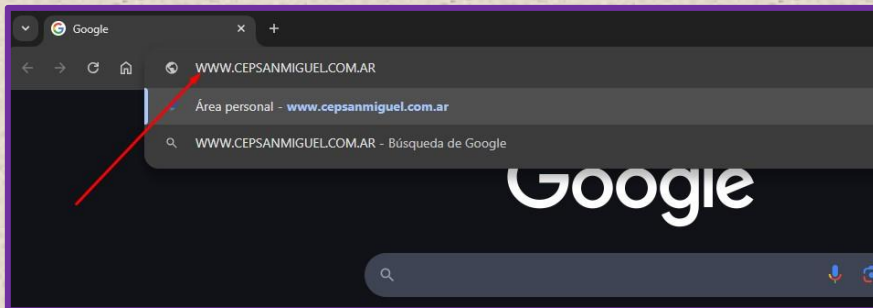 Google
WWW.CEPSANMIGUEL.COM.AR
Área personal - www.cepsanmiguel.com.ar
WWW.CEPSANMIGUEL.COM.AR - Búsqueda de Google
Google